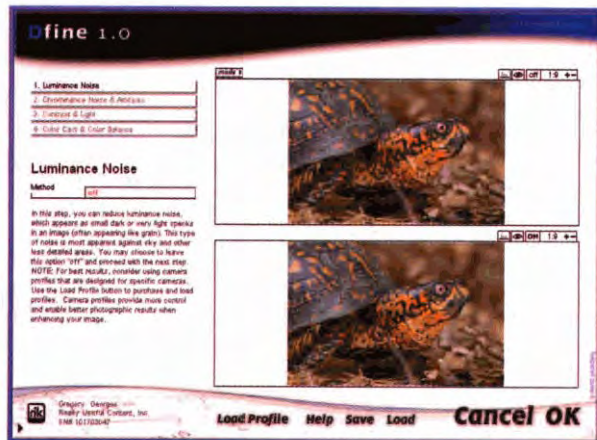 Dfine 1.0
1. Luminance Noise
2. Chrominance Noise & Artifacts
3. Contrast & Light
4. Color Cast & Color Balance
Luminance Noise
Method
off
In this step, you can reduce luminance noise,
which appears as small dark or very light specks
in an image (often appearing like grain). This type
of noise is most apparent against sky and other
less detailed areas. You may choose to leave
this option "off" and proceed with the next step.
NOTE: For best results, consider using camera
profiles that are designed for specific cameras.
Use the Load Profile button to purchase and load
profiles. Camera profiles provide more control
and enable better photographic results when
enhancing your image.
mode
off 1:9 +-
1:9 +-
nik
Gregory Georges
Really Useful Content, Inc
Load Profile Help Save Load Cancel OK